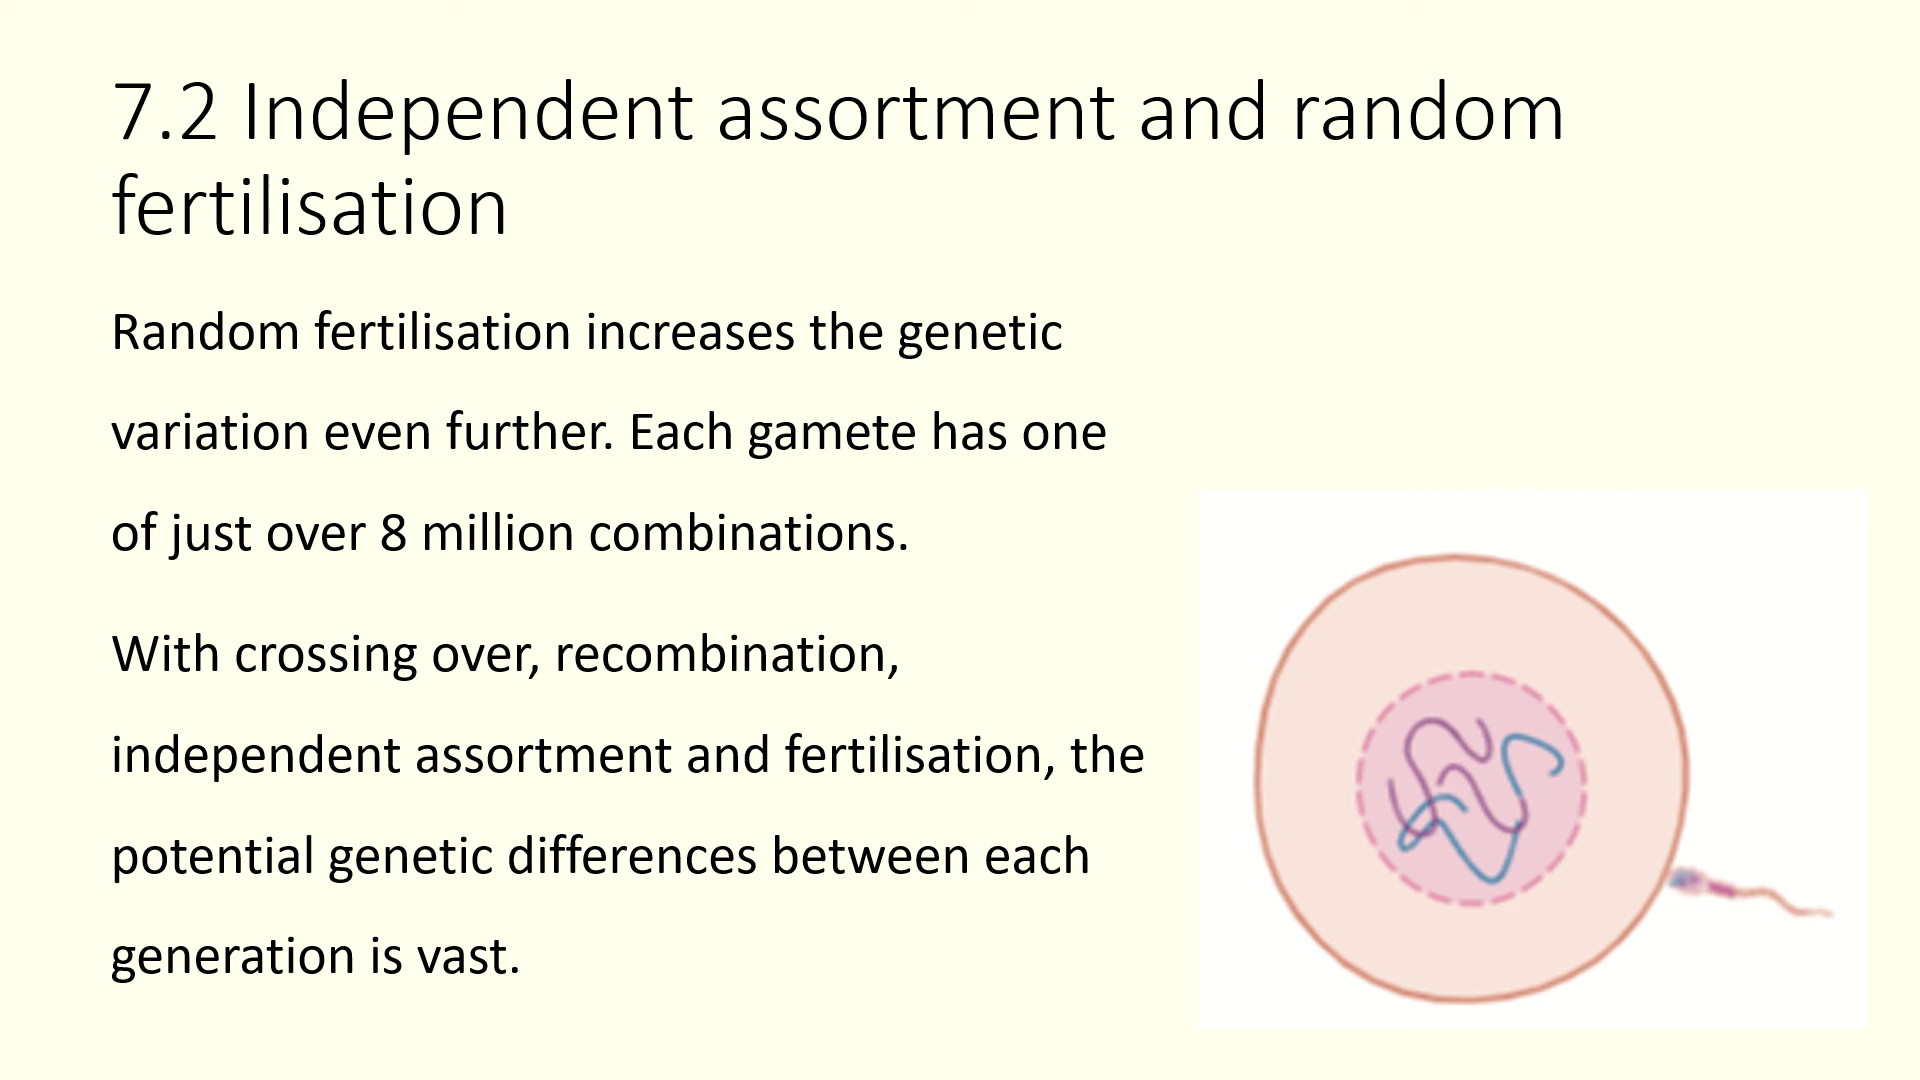 7.2 Independent assortment and random
fertilisation
Random fertilisation increases the genetic
variation even further. Each gamete has one
of just over 8 million combinations.
With crossing over, recombination,
independent assortment and fertilisation, the
potential genetic differences between each
generation is vast.